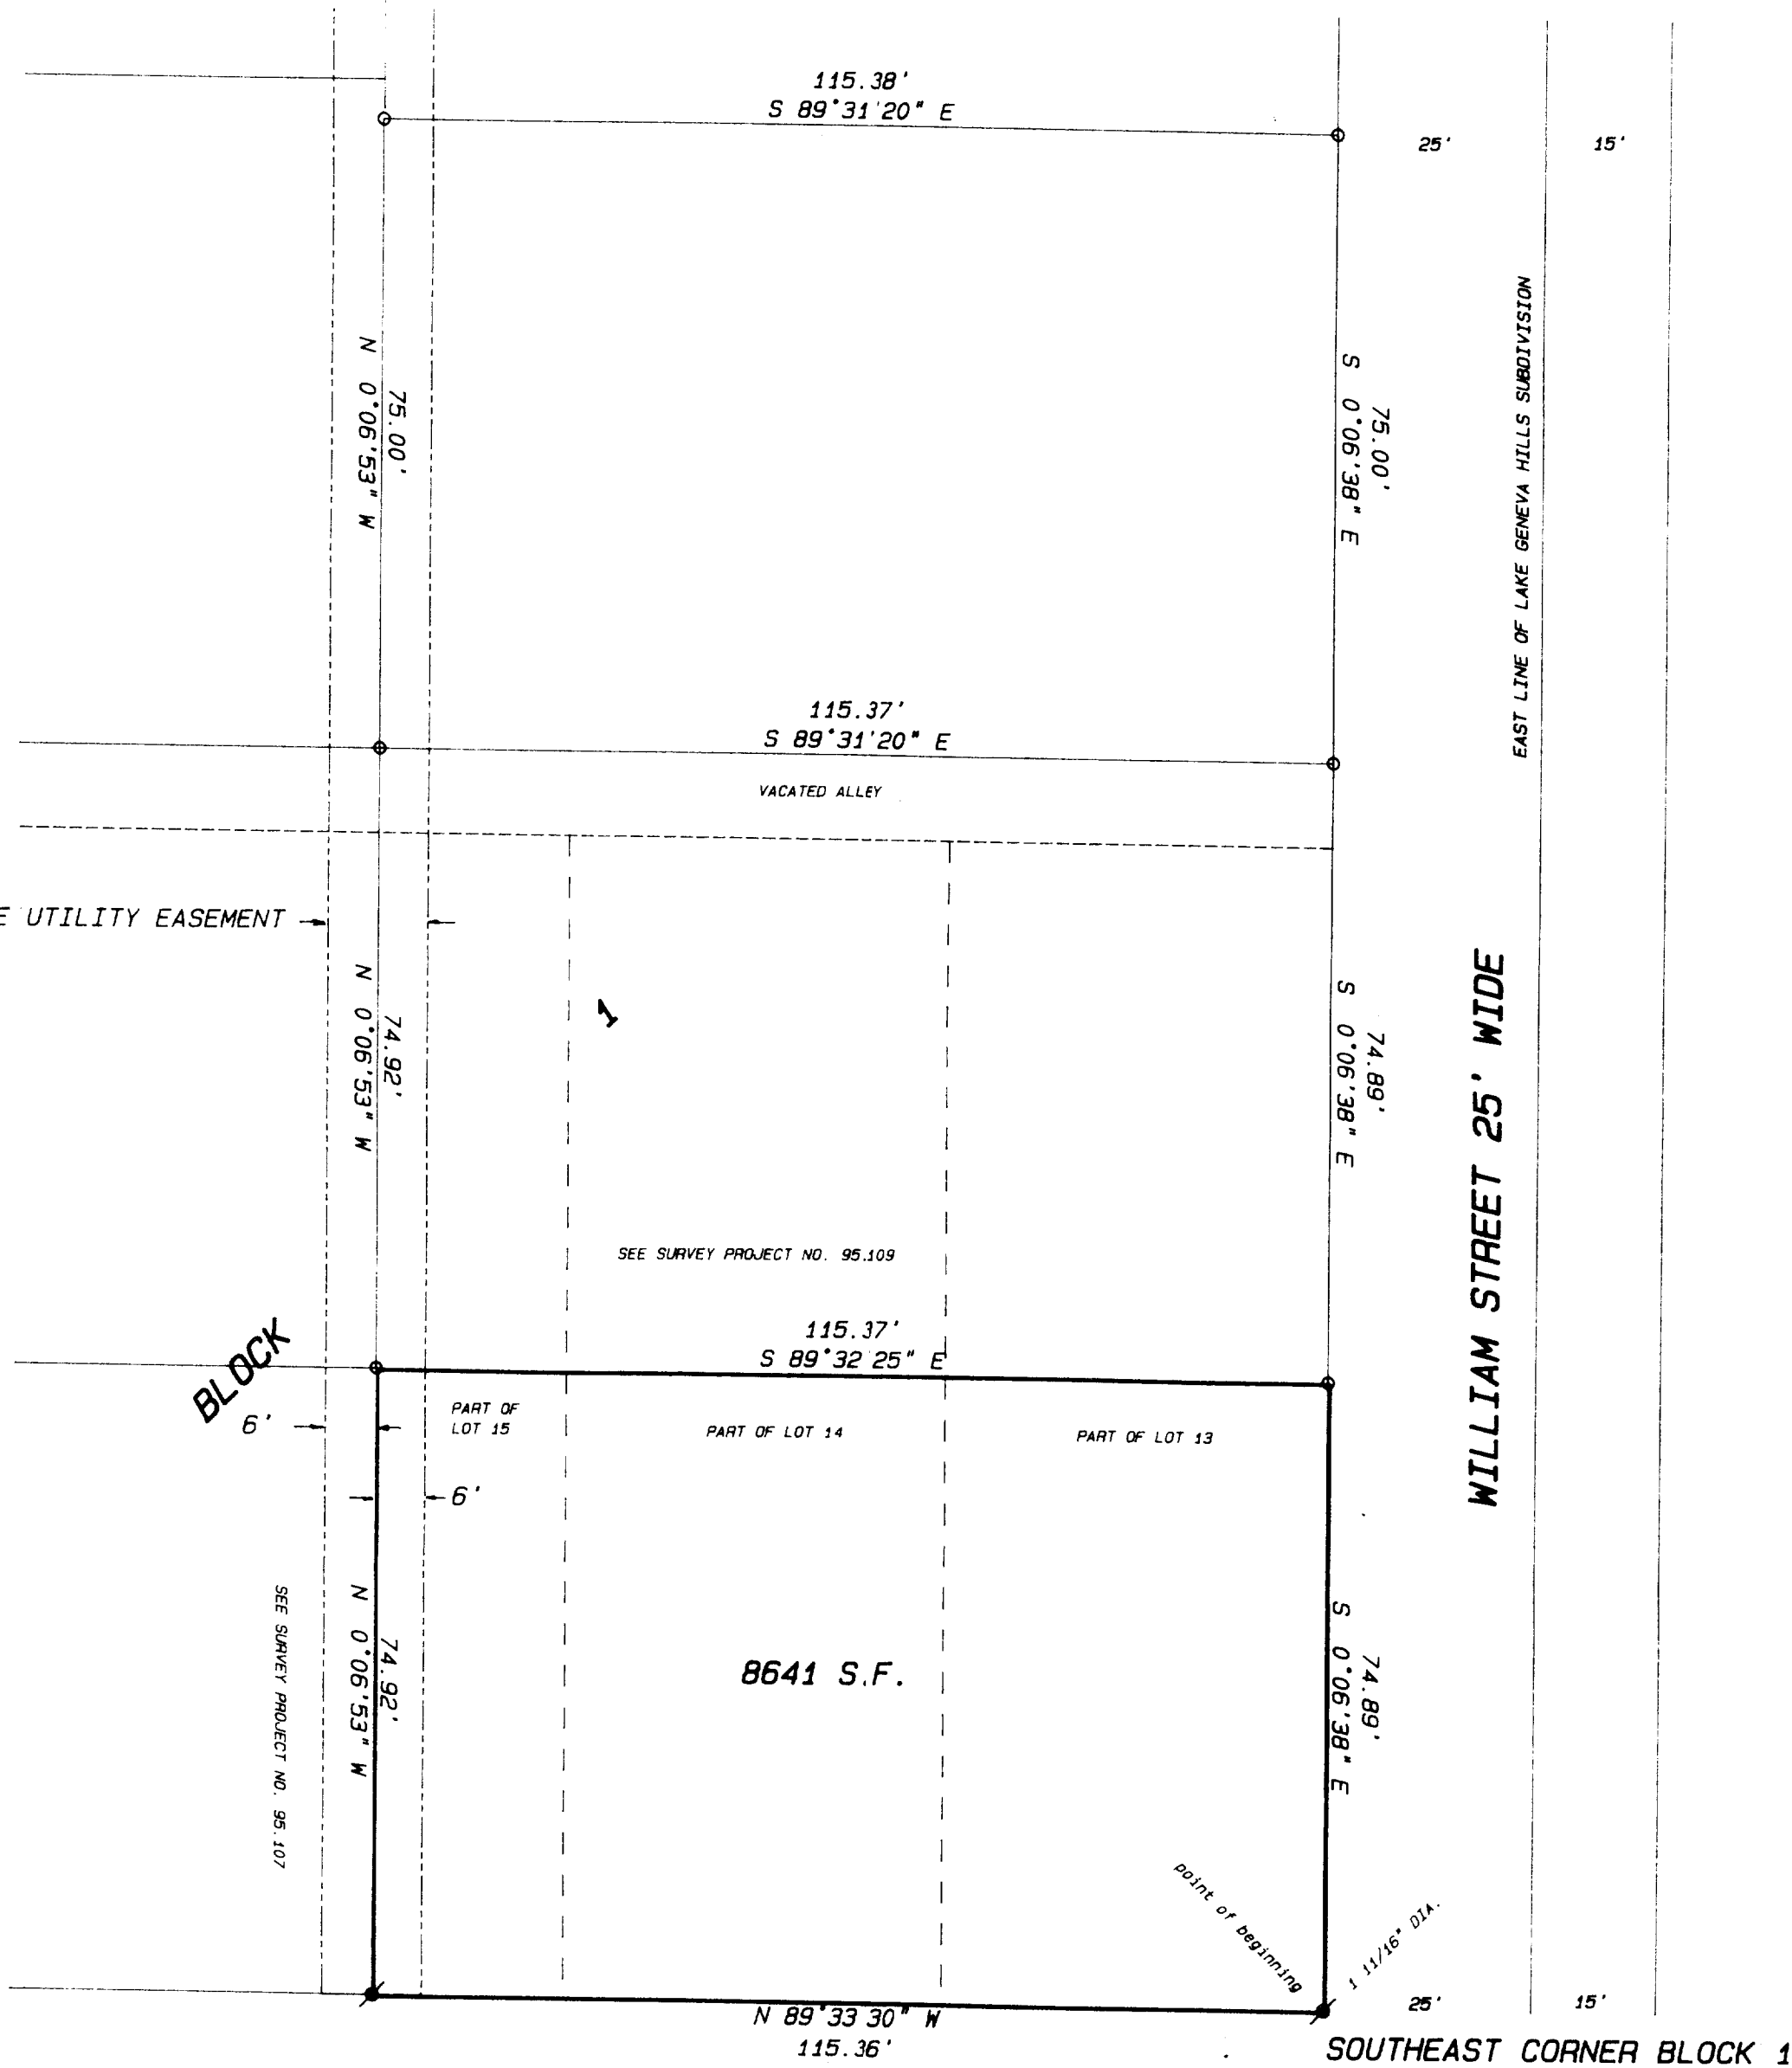 115.38'
S 89°31'20" E
25'
15'
N 0°06'53" W
75.00'
S 0°06'38" E
75.00'
EAST LINE OF LAKE GENEVA HILLS SUBDIVISION
115.37'
S 89°31'20" E
VACATED ALLEY
E UTILITY EASEMENT
N 0°06'53" W
74.92'
1
S 0°06'38" E
74.89'
WILLIAM STREET 25' WIDE
SEE SURVEY PROJECT NO. 95.109
115.37'
S 89°32 25" E
BLOCK
6'
PART OF
LOT 15
PART OF LOT 14
PART OF LOT 13
6'
SEE SURVEY PROJECT NO. 95.107
N 0°06'53" W
74.92'
8641 S.F.
S 0°06'38" E
74.89'
point of beginning
1 11/16" DIA.
N 89°33 30" W
115.36'
25'
15'
SOUTHEAST CORNER BLOCK 1